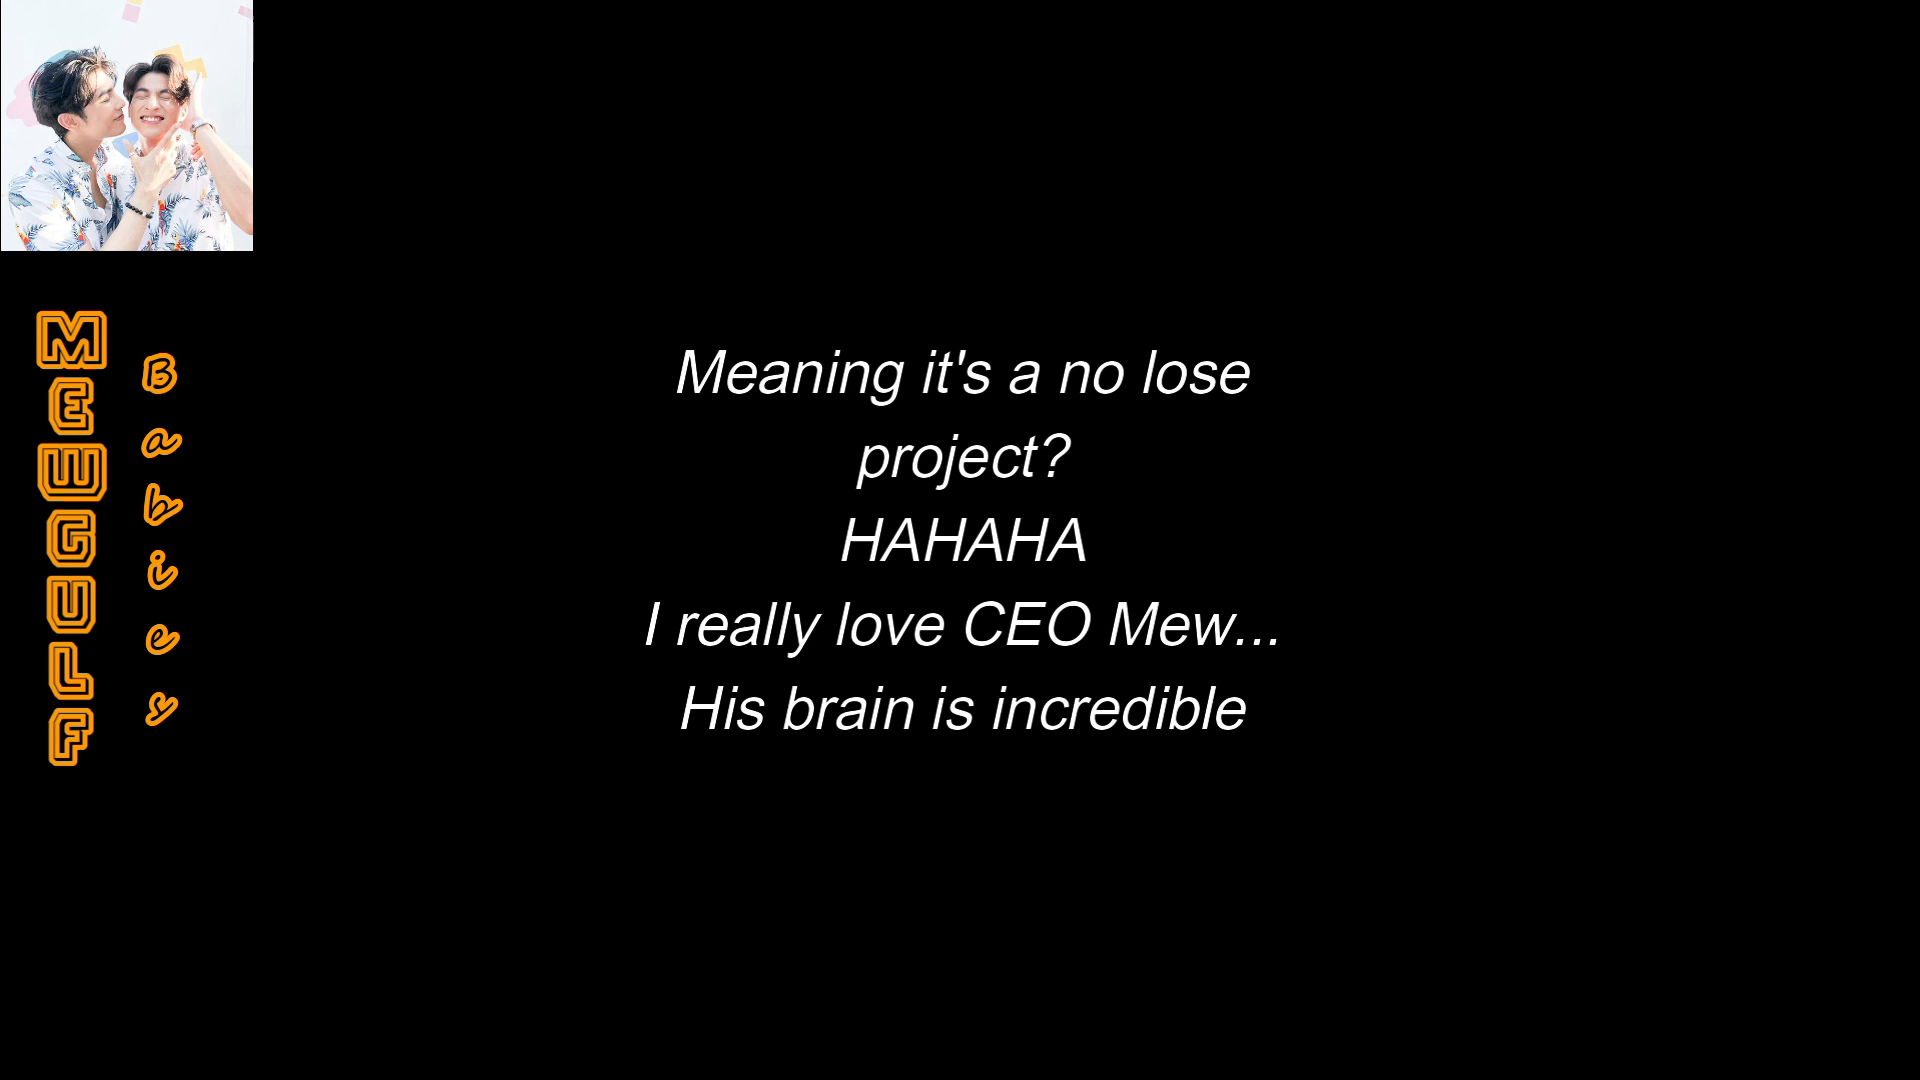 MEWGULF
Babies
Meaning it's a no lose
project?
HAHAHA
I really love CEO Mew...
His brain is incredible